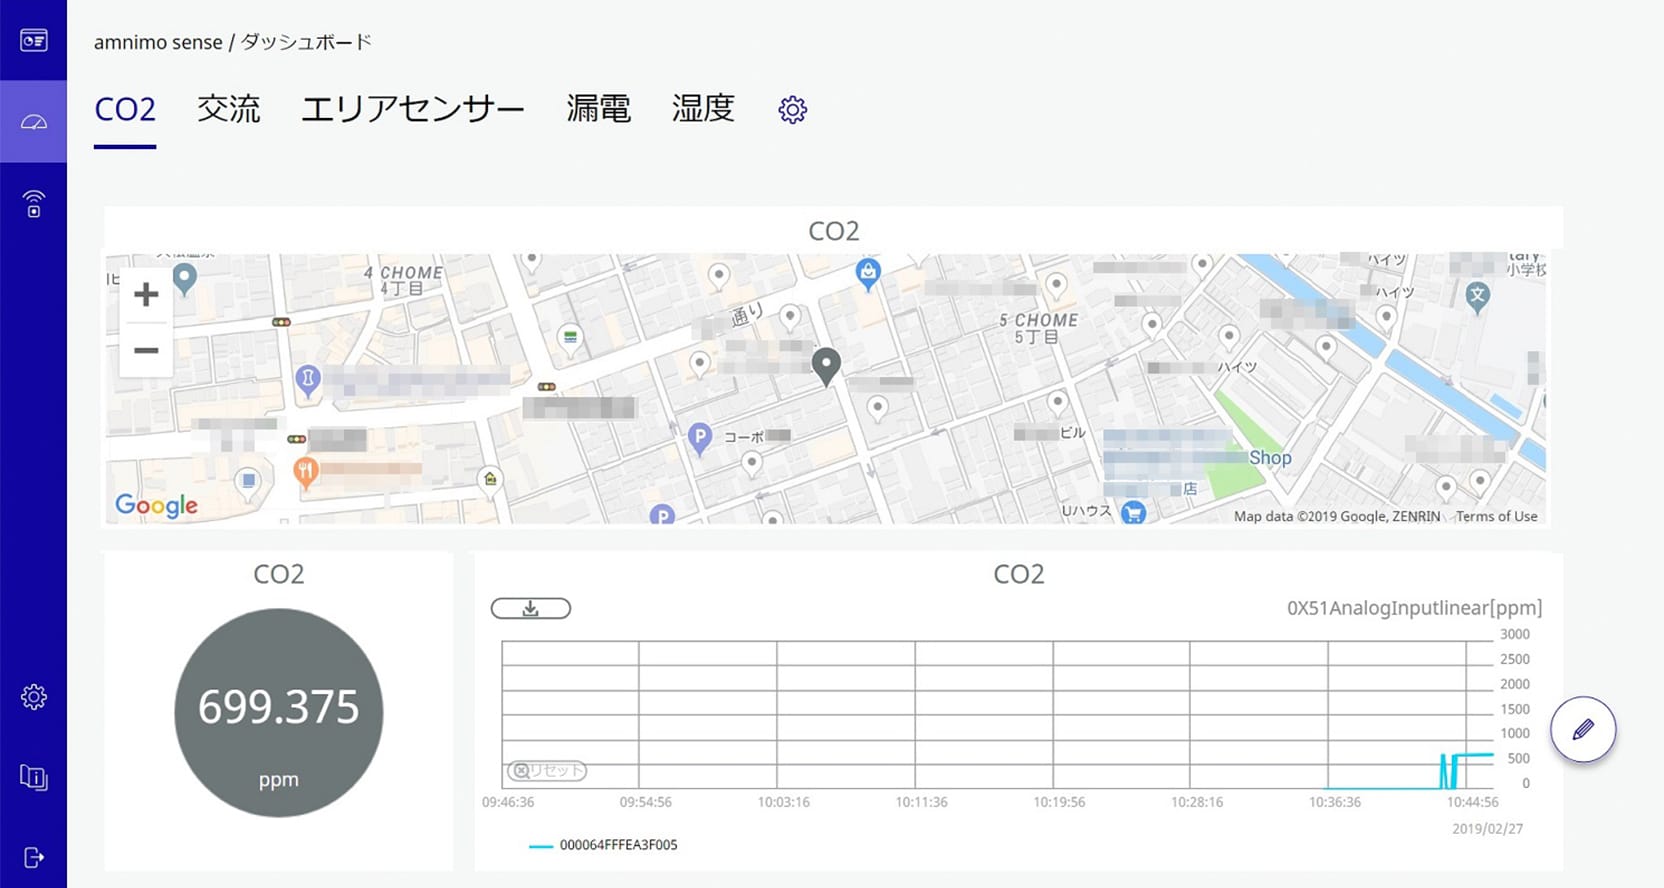 amnimo sense / ダッシュボード
CO2 交流 エリアセンサー 漏電 湿度
CO2
4 CHOME
4丁目
通り
5 CHOME
5丁目
ハイツ
小学校
文
ハイツ
ハイツ
P
コーポ
ビル
Shop
店
Uハウス
P
Google
Map data ©2019 Google, ZENRIN Terms of Use
CO2
699.375
ppm
CO2
0X51AnalogInputlinear[ppm]
3000
2500
2000
1500
1000
500
0
リセット
09:46:36 09:54:56 10:03:16 10:11:36 10:19:56 10:28:16 10:36:36 10:44:56
2019/02/27
000064FFFEA3F005